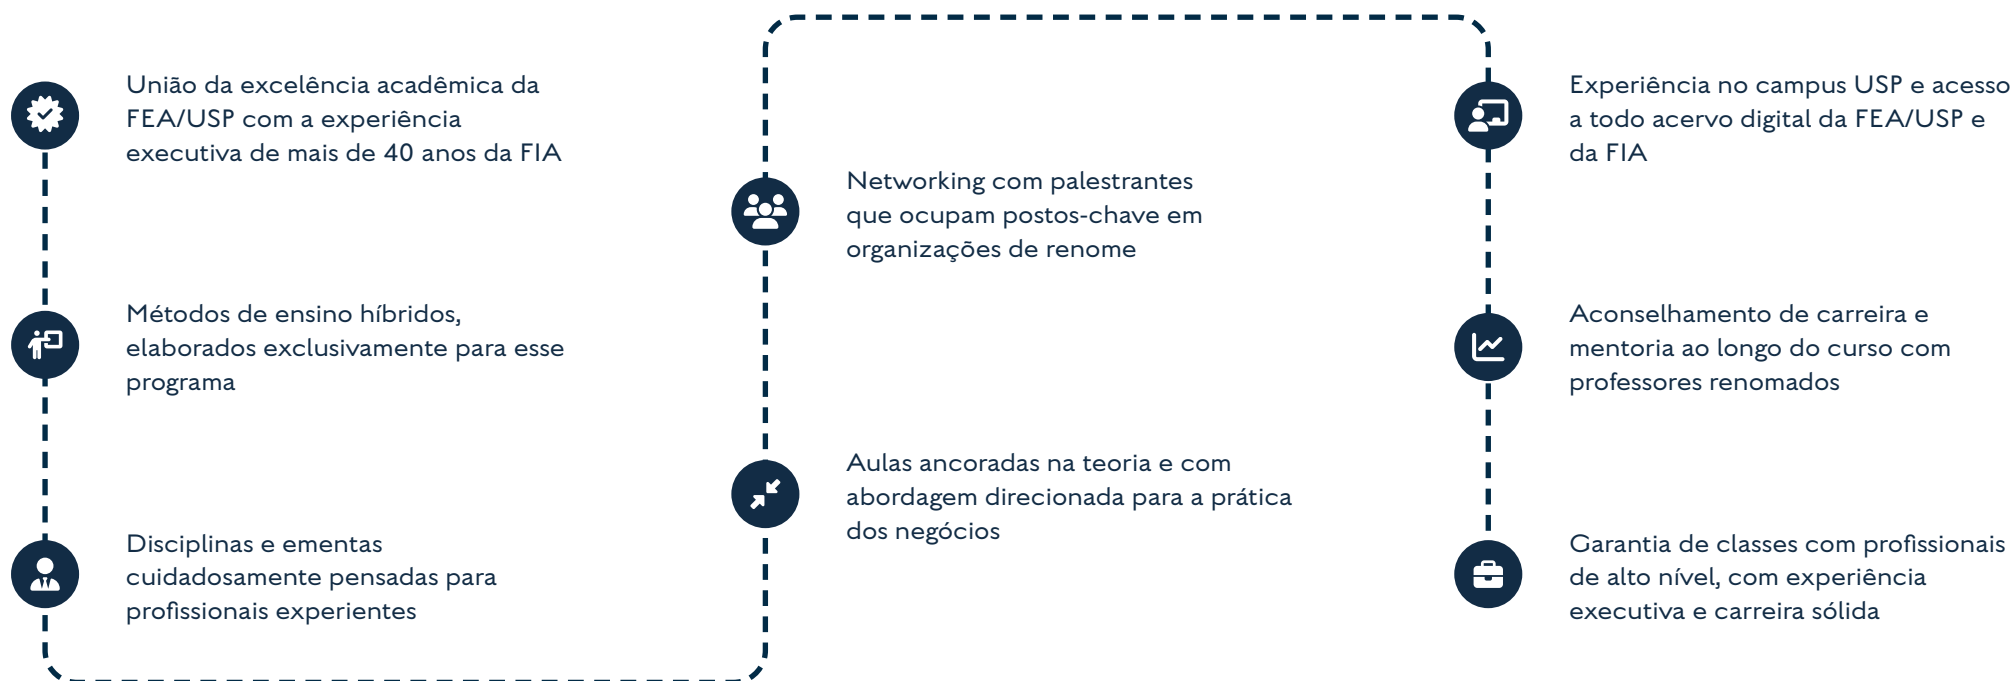 União da excelência acadêmica da
FEA/USP com a experiência
executiva de mais de 40 anos da FIA
Métodos de ensino híbridos,
elaborados exclusivamente para esse
programa
Disciplinas e ementas
cuidadosamente pensadas para
profissionais experientes
Networking com palestrantes
que ocupam postos-chave em
organizações de renome
Aulas ancoradas na teoria e com
abordagem direcionada para a prática
dos negócios
Experiência no campus USP e acesso
a todo acervo digital da FEA/USP e
da FIA
Aconselhamento de carreira e
mentoria ao longo do curso com
professores renomados
Garantia de classes com profissionais
de alto nível, com experiência
executiva e carreira sólida